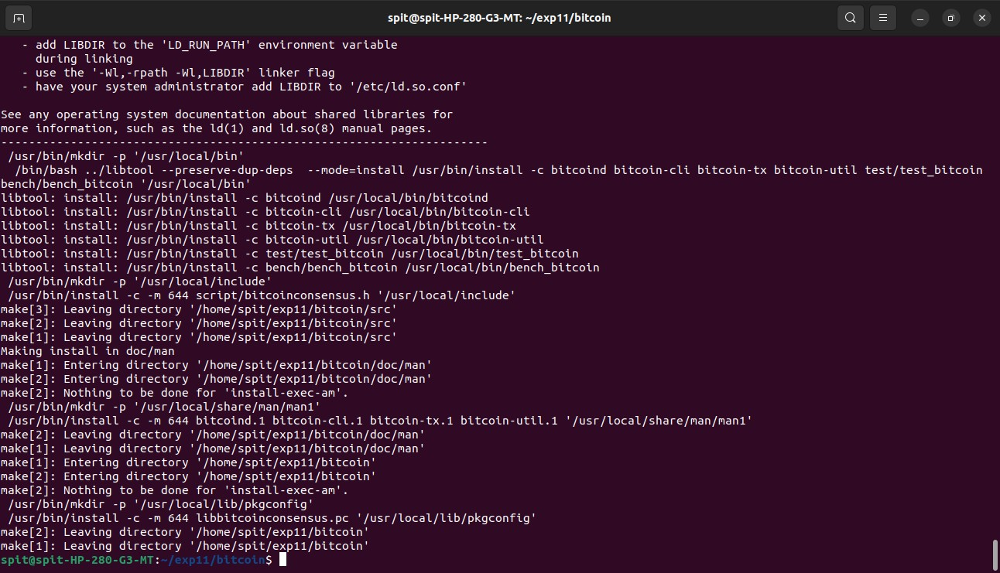 spit@spit-HP-280-G3-MT: ~/exp11/bitcoin
   - add LIBDIR to the 'LD_RUN_PATH' environment variable
     during linking
   - use the '-Wl,-rpath -Wl,LIBDIR' linker flag
   - have your system administrator add LIBDIR to '/etc/ld.so.conf'

See any operating system documentation about shared libraries for
more information, such as the ld(1) and ld.so(8) manual pages.
----------------------------------------------------------------------
 /usr/bin/mkdir -p '/usr/local/bin'
  /bin/bash ../libtool --preserve-dup-deps  --mode=install /usr/bin/install -c bitcoind bitcoin-cli bitcoin-tx bitcoin-util test/test_bitcoin
bench/bench_bitcoin '/usr/local/bin'
libtool: install: /usr/bin/install -c bitcoind /usr/local/bin/bitcoind
libtool: install: /usr/bin/install -c bitcoin-cli /usr/local/bin/bitcoin-cli
libtool: install: /usr/bin/install -c bitcoin-tx /usr/local/bin/bitcoin-tx
libtool: install: /usr/bin/install -c bitcoin-util /usr/local/bin/bitcoin-util
libtool: install: /usr/bin/install -c test/test_bitcoin /usr/local/bin/test_bitcoin
libtool: install: /usr/bin/install -c bench/bench_bitcoin /usr/local/bin/bench_bitcoin
 /usr/bin/mkdir -p '/usr/local/include'
 /usr/bin/install -c -m 644 script/bitcoinconsensus.h '/usr/local/include'
make[3]: Leaving directory '/home/spit/exp11/bitcoin/src'
make[2]: Leaving directory '/home/spit/exp11/bitcoin/src'
make[1]: Leaving directory '/home/spit/exp11/bitcoin/src'
Making install in doc/man
make[1]: Entering directory '/home/spit/exp11/bitcoin/doc/man'
make[2]: Entering directory '/home/spit/exp11/bitcoin/doc/man'
make[2]: Nothing to be done for 'install-exec-am'.
 /usr/bin/mkdir -p '/usr/local/share/man/man1'
 /usr/bin/install -c -m 644 bitcoind.1 bitcoin-cli.1 bitcoin-tx.1 bitcoin-util.1 '/usr/local/share/man/man1'
make[2]: Leaving directory '/home/spit/exp11/bitcoin/doc/man'
make[1]: Leaving directory '/home/spit/exp11/bitcoin/doc/man'
make[1]: Entering directory '/home/spit/exp11/bitcoin'
make[2]: Entering directory '/home/spit/exp11/bitcoin'
make[2]: Nothing to be done for 'install-exec-am'.
 /usr/bin/mkdir -p '/usr/local/lib/pkgconfig'
 /usr/bin/install -c -m 644 libbitcoinconsensus.pc '/usr/local/lib/pkgconfig'
make[2]: Leaving directory '/home/spit/exp11/bitcoin'
make[1]: Leaving directory '/home/spit/exp11/bitcoin'
spit@spit-HP-280-G3-MT:~/exp11/bitcoin$